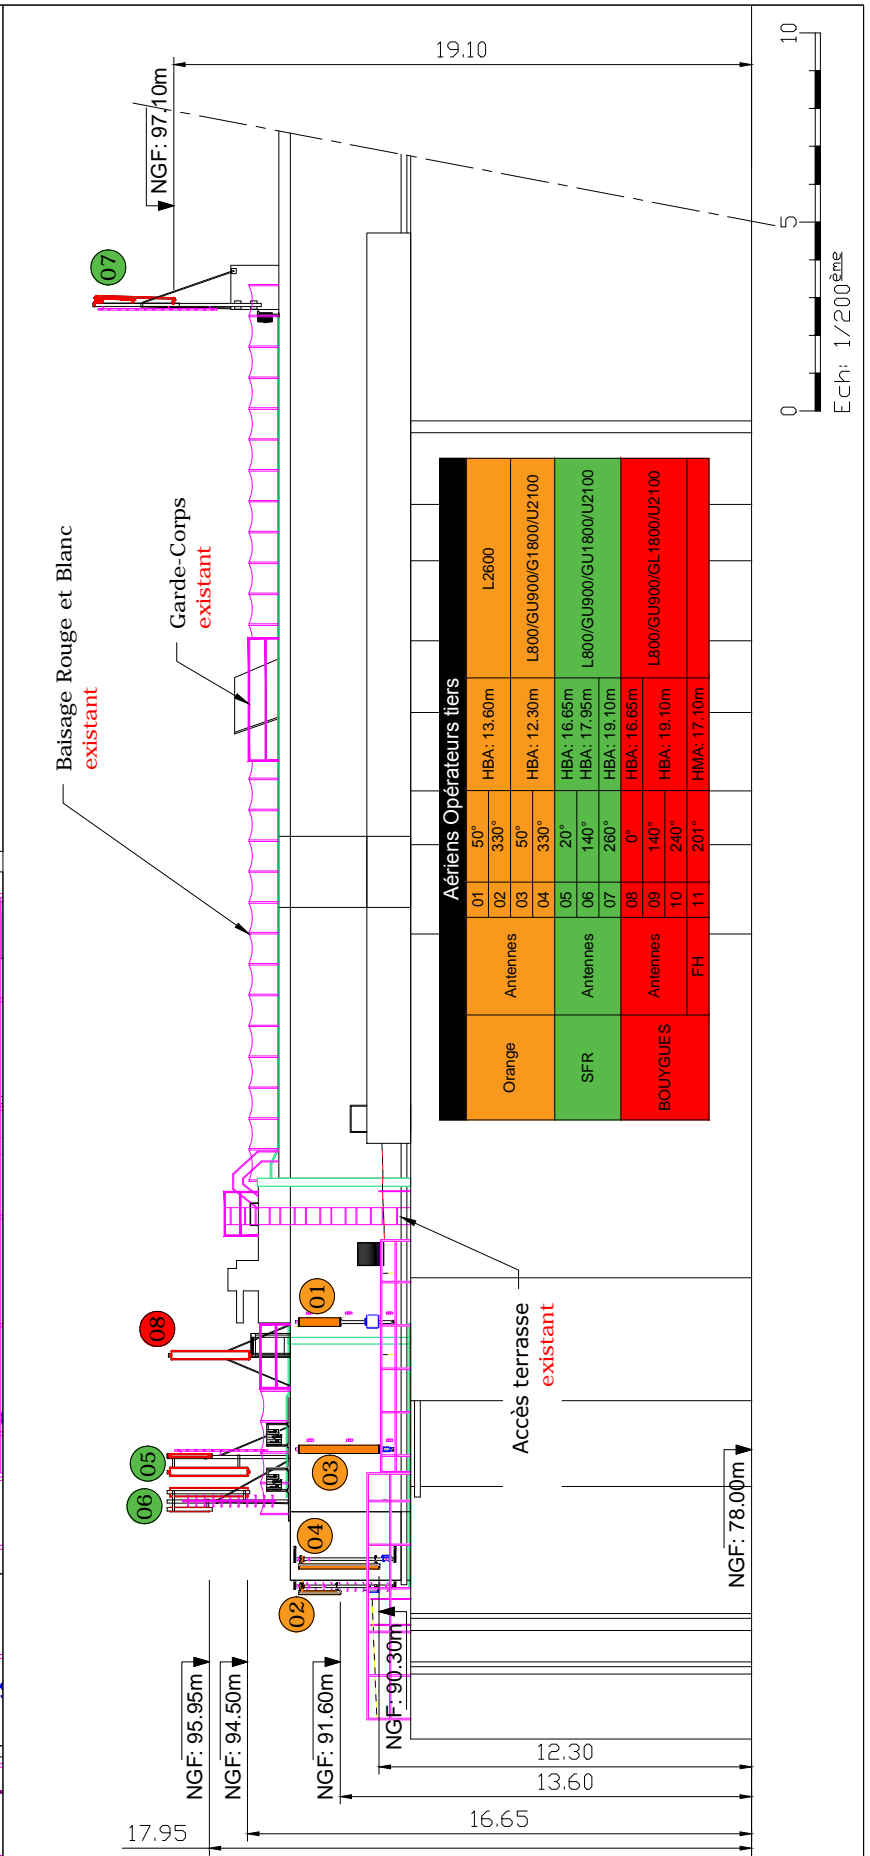 19.10
NGF: 97.10m
07
Baisage Rouge et Blanc
existant
Garde-Corps
existant
0
5
10
Ech: 1/200ème
Aériens Opérateurs tiers
Orange
Antennes
01
50°
HBA: 13.60m
L2600
02
330°
03
50°
HBA: 12.30m
L800/GU900/G1800/U2100
04
330°
SFR
Antennes
05
20°
HBA: 16.65m
L800/GU900/GU1800/U2100
06
140°
HBA: 17.95m
07
260°
HBA: 19.10m
BOUYGUES
Antennes
08
0°
HBA: 16.65m
L800/GU900/GL1800/U2100
09
140°
HBA: 19.10m
10
240°
FH
11
201°
HMA: 17.10m
Accès terrasse
existant
01
08
05
06
03
04
02
NGF: 78.00m
NGF: 95.95m
NGF: 94.50m
NGF: 91.60m
NGF: 90.30m
12.30
13.60
16.65
17.95